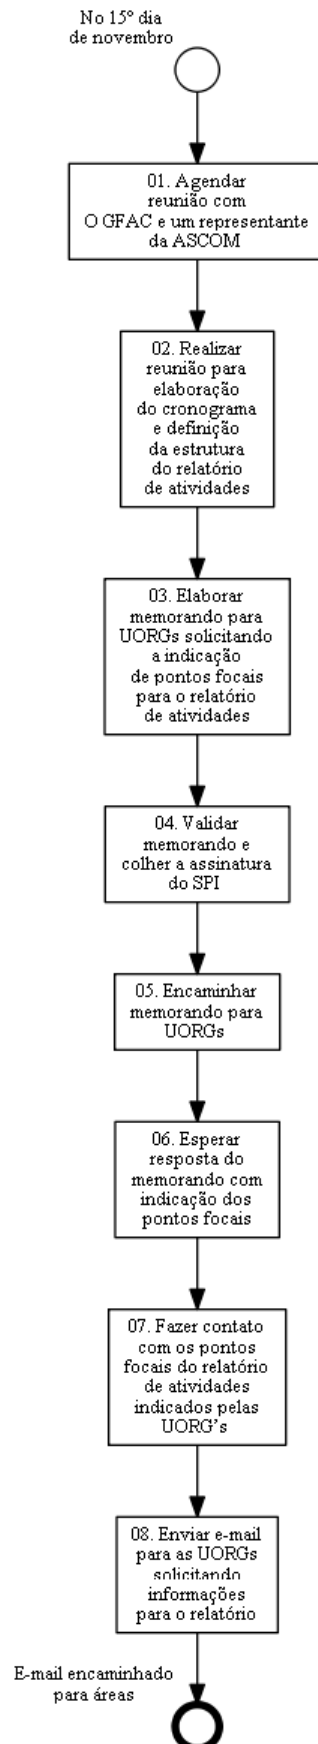 No 15º dia
de novembro
01. Agendar
reunião com
O GFAC e um representante
da ASCOM
02. Realizar
reunião para
elaboração
do cronograma
e definição
da estrutura
do relatório
de atividades
03. Elaborar
memorando para
UORGs solicitando
a indicação
de pontos focais
para o relatório
de atividades
04. Validar
memorando e
colher a assinatura
do SPI
05. Encaminhar
memorando para
UORGs
06. Esperar
resposta do
memorando com
indicação dos
pontos focais
07. Fazer contato
com os pontos
focais do relatório
de atividades
indicados pelas
UORG's
08. Enviar e-mail
para as UORGs
solicitando
informações
para o relatório
E-mail encaminhado
para áreas